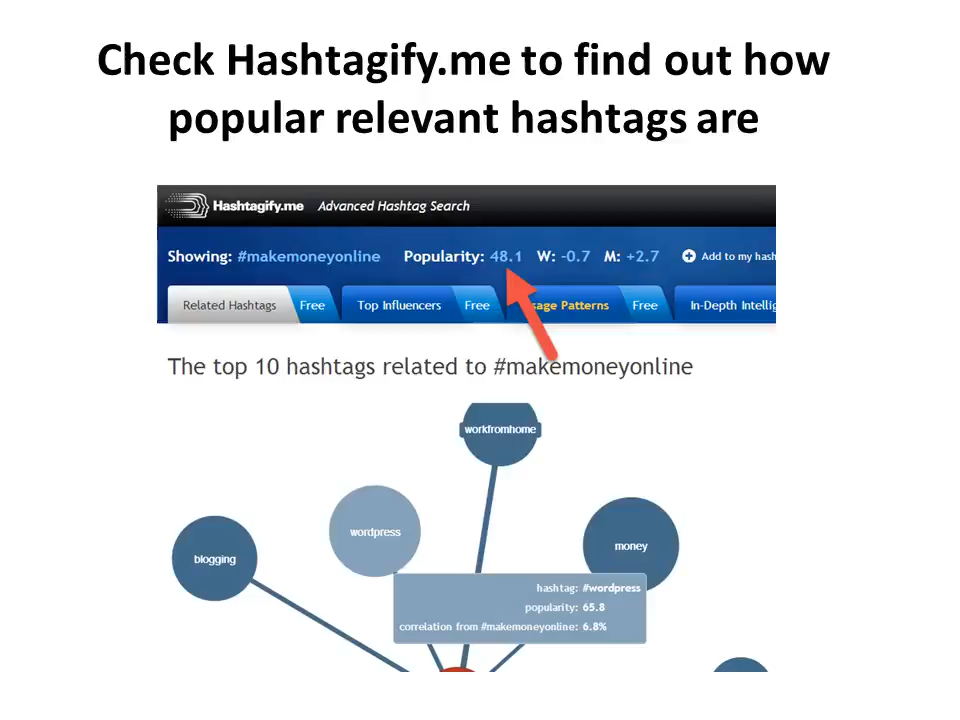 Check Hashtagify.me to find out how
popular relevant hashtags are
Hashtagify.me Advanced Hashtag Search
Showing: #makemoneyonline Popularity: 48.1 W: -0.7 M: +2.7 Add to my hash
Related Hashtags Free Top Influencers Free sage Patterns Free In-Depth Intellig
The top 10 hashtags related to #makemoneyonline
workfromhome
wordpress
money
blogging
hashtag: #wordpress
popularity: 65.8
correlation from #makemoneyonline: 6.8%